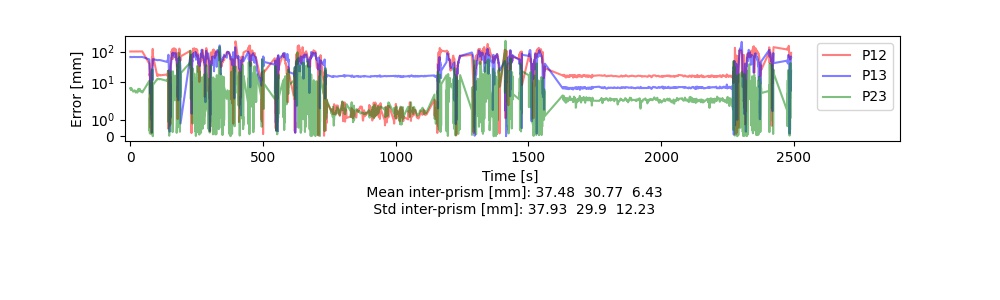 Error [mm]
10²
10¹
10⁰
0
P12
P13
P23
0 500 1000 1500 2000 2500
Time [s]
Mean inter-prism [mm]: 37.48 30.77 6.43
Std inter-prism [mm]: 37.93 29.9 12.23